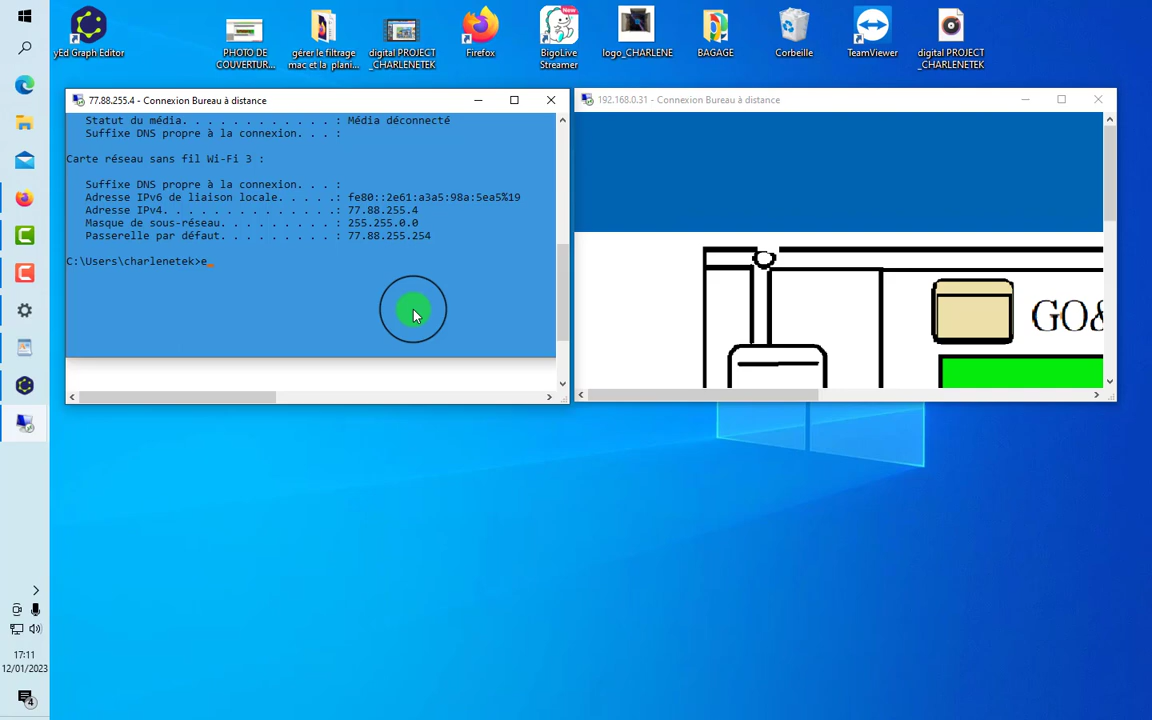 yEd Graph Editor
PHOTO DE
COUVERTUR...
gérer le filtrage
mac et la plani...
digital PROJECT
_CHARLENETEK
Firefox
New
BigoLive
Streamer
logo_CHARLENE
BAGAGE
Corbeille
TeamViewer
digital PROJECT
_CHARLENETEK
77.88.255.4 - Connexion Bureau à distance
Statut du média. . . . . . . . . . . . : Média déconnecté
Suffixe DNS propre à la connexion. . . :
Carte réseau sans fil Wi-Fi 3 :
Suffixe DNS propre à la connexion. . . :
Adresse IPv6 de liaison locale. . . . .: fe80::2e61:a3a5:98a:5ea5%19
Adresse IPv4. . . . . . . . . . . . . .: 77.88.255.4
Masque de sous-réseau. . . . . . . . . : 255.255.0.0
Passerelle par défaut. . . . . . . . . : 77.88.255.254
C:\Users\charlenetek>e_
192.168.0.31 - Connexion Bureau à distance
GO&
17:11
12/01/2023
4